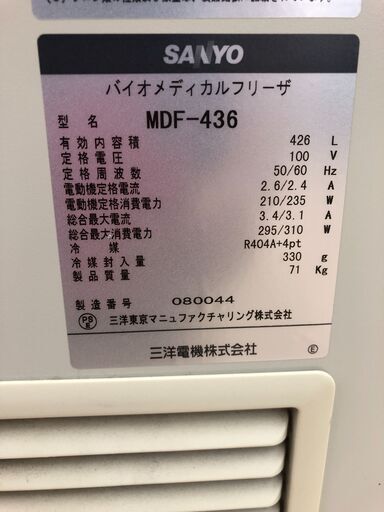 SANYO
バイオメディカルフリーザ
型 名 MDF-436
有効内容積 426 L
定格電圧 100 V
定格周波数 50/60 Hz
電動機定格電流 2.6/2.4 A
電動機定格消費電力 210/235 W
総合最大電流 3.4/3.1 A
総合最大消費電力 295/310 W
冷媒 R404A+4pt
冷媒封入量 330 g
製品質量 71 Kg
製造番号 080044
PS E 三洋東京マニュファクチャリング株式会社
三洋電機株式会社 Ⓔ